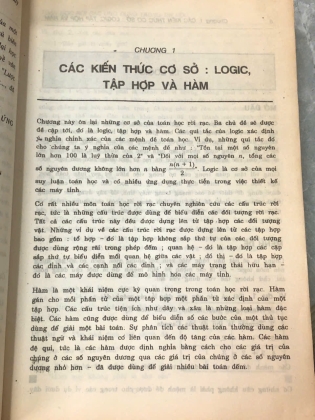 CHƯƠNG 1
CÁC KIẾN THỨC CƠ SỞ : LOGIC,
TẬP HỢP VÀ HÀM
Chương này ôn lại những cơ sở của toán học rời rạc. Ba chủ đề sẽ được
đề cập tới, đó là logic, tập hợp và hàm. Các qui tắc của logic xác định
ý nghĩa chính xác của các mệnh đề toán học. Ví dụ, những qui tắc đó
cho chúng ta ý nghĩa của các mệnh đề như : "Tồn tại một số nguyên
lớn hơn 100 là luỹ thừa của 2" và "Đối với mọi số nguyên n, tổng các
số nguyên dương không lớn hơn n bằng n(n + 1)/2." Logic là cơ sở của mọi
suy luận toán học và có nhiều ứng dụng thực tiễn trong việc thiết kế
các máy tính.
Có rất nhiều môn toán học rời rạc chuyên nghiên cứu các cấu trúc rời
rạc, tức là những cấu trúc được dùng để biểu diễn các đối tượng rời rạc.
Tất cả các cấu trúc này đều được dựng lên từ tập hợp các đối tượng
vật. Những ví dụ về các cấu trúc rời rạc được dựng lên từ các tập hợp
bao gồm : tổ hợp – đó là tập hợp không sắp thứ tự của các đối tượng
được dùng rộng rãi trong phép đếm ; quan hệ – đó là tập hợp các cặp
sắp thứ tự biểu diễn mối quan hệ giữa các vật ; đồ thị – đó là tập hợp
các đỉnh và các cạnh nối các đỉnh ; và các máy trạng thái hữu hạn –
đó là các máy được dùng để mô hình hóa các máy tính.
Hàm là một khái niệm cực kỳ quan trọng trong toán học rời rạc. Hàm
gán cho mỗi phần tử của một tập hợp một phần tử xác định của một
tập hợp. Các cấu trúc tiện ích như dãy và xâu là những loại hàm đặc
biệt. Các hàm cũng được dùng để biểu diễn số các bước của một thủ tục
dùng để giải một bài toán. Sự phân tích các thuật toán thường dùng các
thuật ngữ và khái niệm có liên quan đến độ tăng của các hàm. Các hàm
đệ qui, tức là các hàm được định nghĩa bằng cách cho các giá trị của
chúng ở các số nguyên dương qua các giá trị của chúng ở các số nguyên
dương nhỏ hơn – đã được dùng để giải nhiều bài toán đếm.